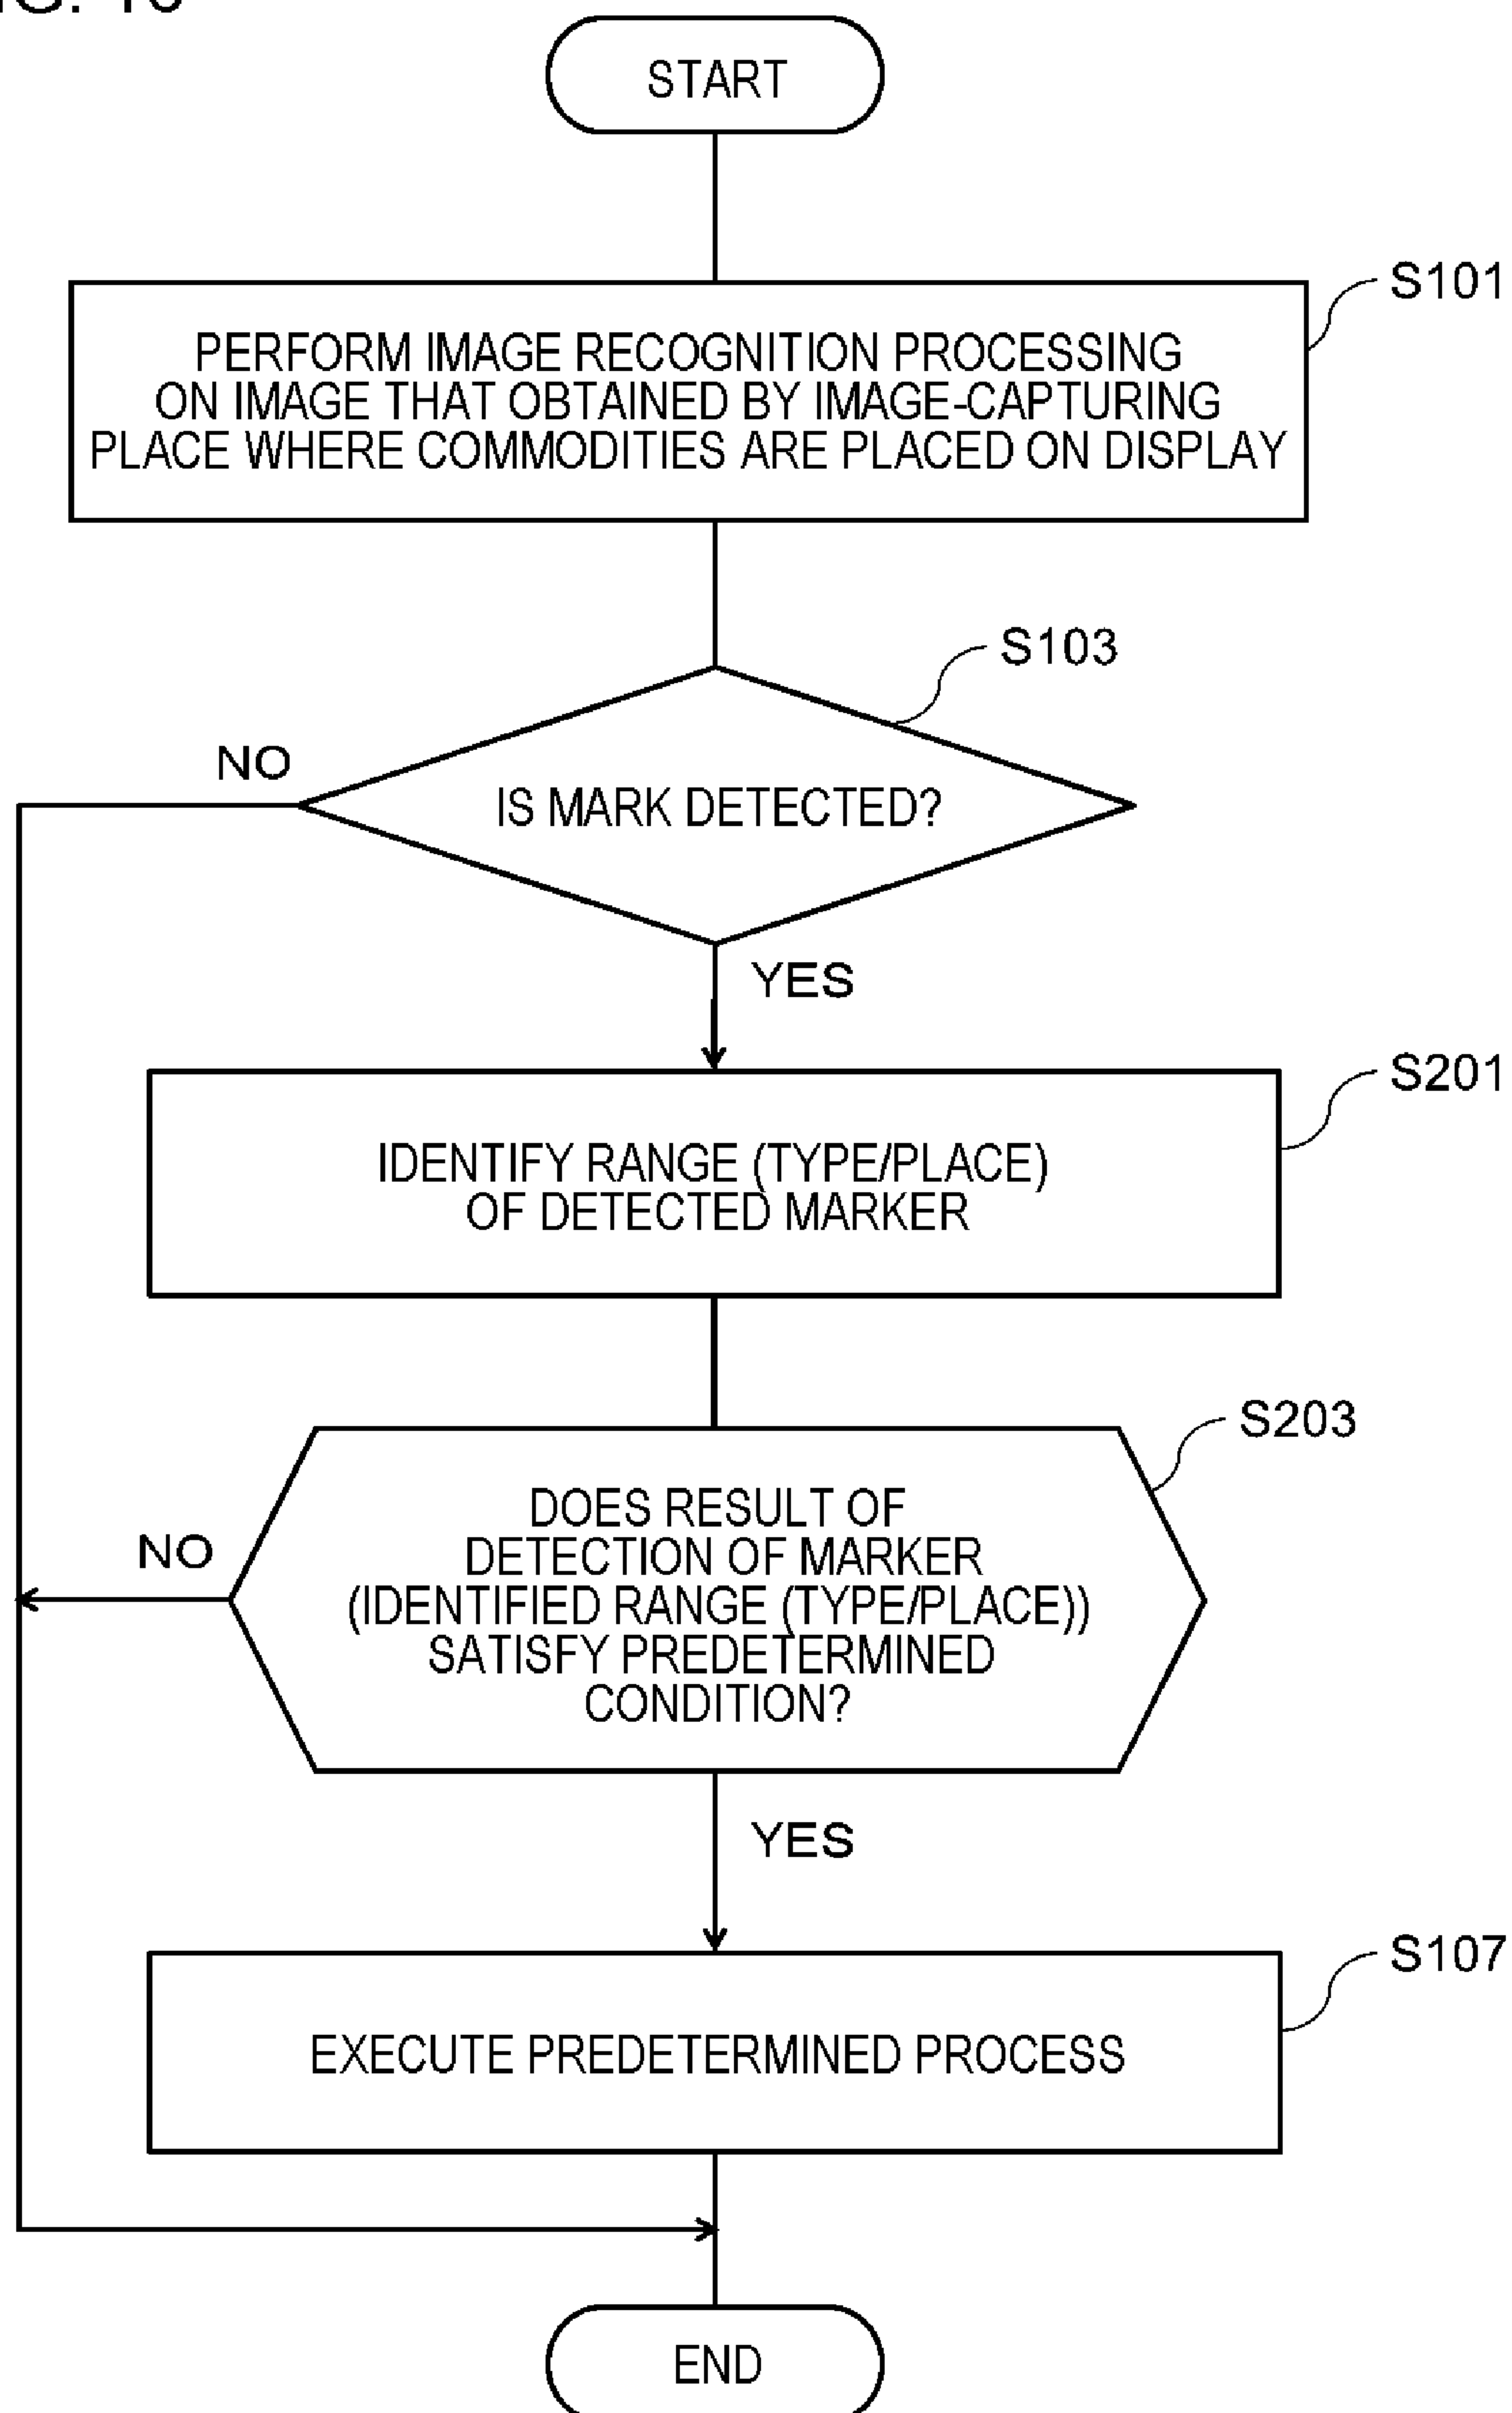 START
S101
PERFORM IMAGE RECOGNITION PROCESSING
ON IMAGE THAT OBTAINED BY IMAGE-CAPTURING
PLACE WHERE COMMODITIES ARE PLACED ON DISPLAY
S103
NO
IS MARK DETECTED?
YES
S201
IDENTIFY RANGE (TYPE/PLACE)
OF DETECTED MARKER
S203
DOES RESULT OF
DETECTION OF MARKER
(IDENTIFIED RANGE (TYPE/PLACE))
SATISFY PREDETERMINED
CONDITION?
NO
YES
S107
EXECUTE PREDETERMINED PROCESS
END